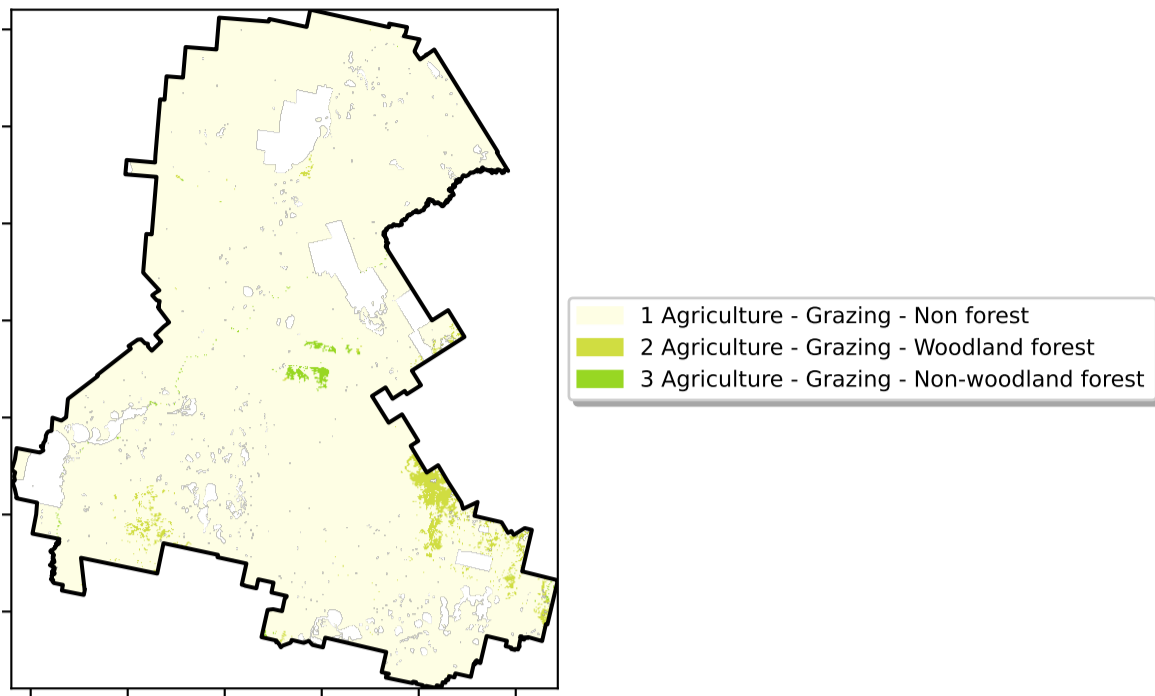 1 Agriculture - Grazing - Non forest
2 Agriculture - Grazing - Woodland forest
3 Agriculture - Grazing - Non-woodland forest